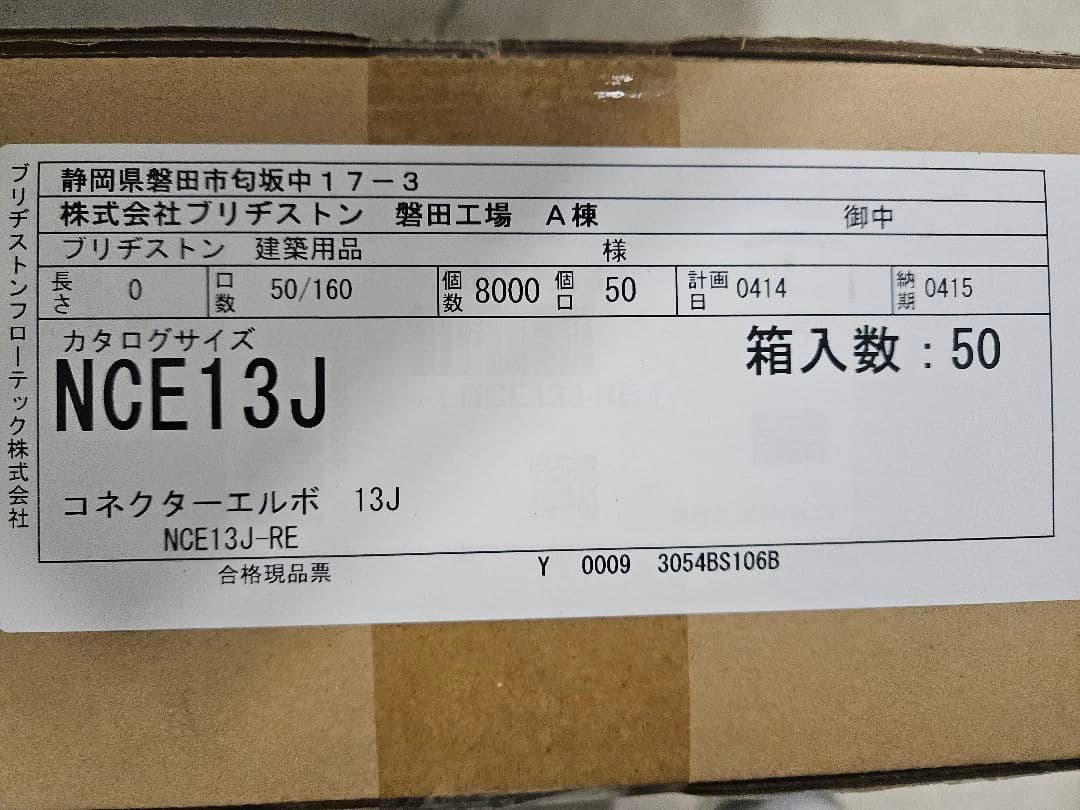 ブリヂストンフローテック株式会社
静岡県磐田市匂坂中17-3
株式会社ブリヂストン 磐田工場 A棟 御中
ブリヂストン 建築用品 様
長さ 0 口数 50/160 個数 8000 個口 50 計画日 0414 納期 0415
カタログサイズ 箱入数:50
NCE13J
コネクターエルボ 13J
NCE13J-RE
合格現品票 Y 0009 3054BS106B